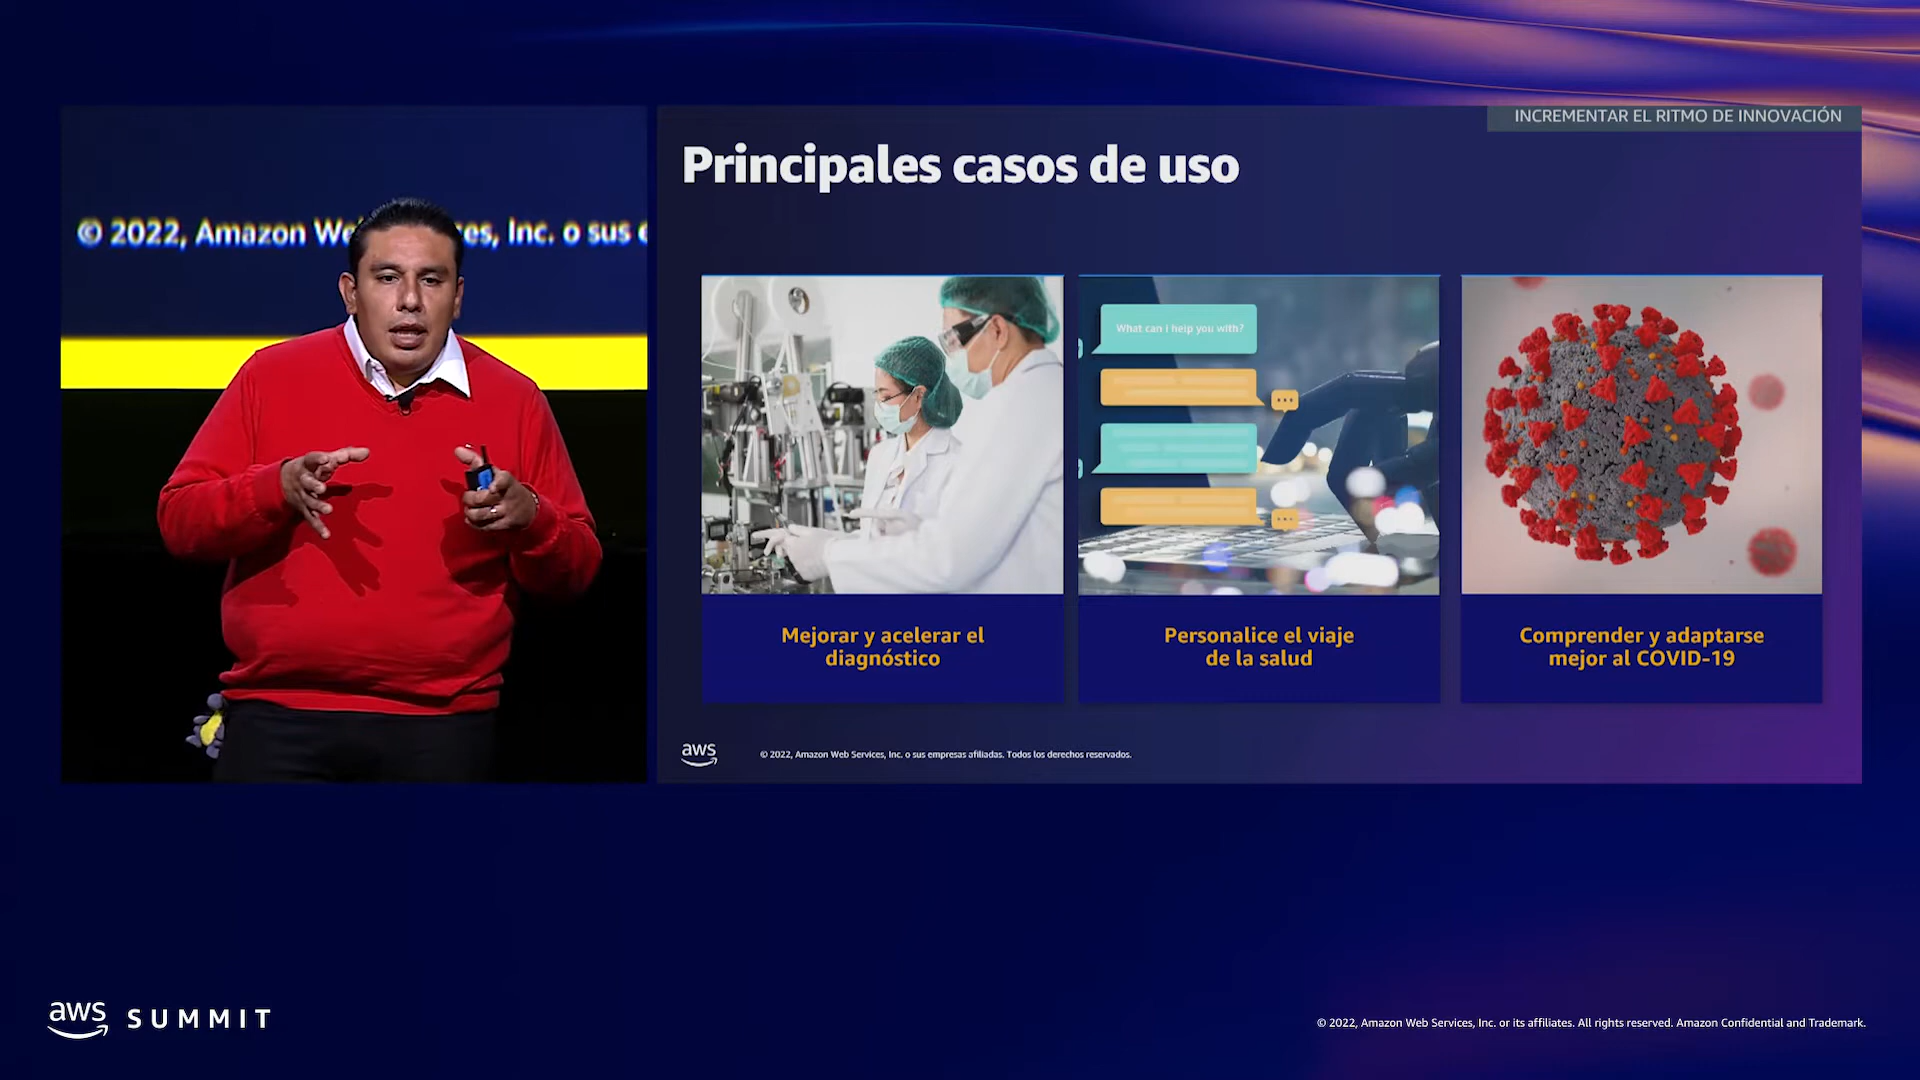 © 2022, Amazon We es, Inc. o sus
INCREMENTAR EL RITMO DE INNOVACIÓN
Principales casos de uso
What can I help you with?
Mejorar y acelerar el
diagnóstico
Personalice el viaje
de la salud
Comprender y adaptarse
mejor al COVID-19
aws
© 2022, Amazon Web Services, Inc. o sus empresas afiliadas. Todos los derechos reservados.
aws SUMMIT
© 2022, Amazon Web Services, Inc. or its affiliates. All rights reserved. Amazon Confidential and Trademark.